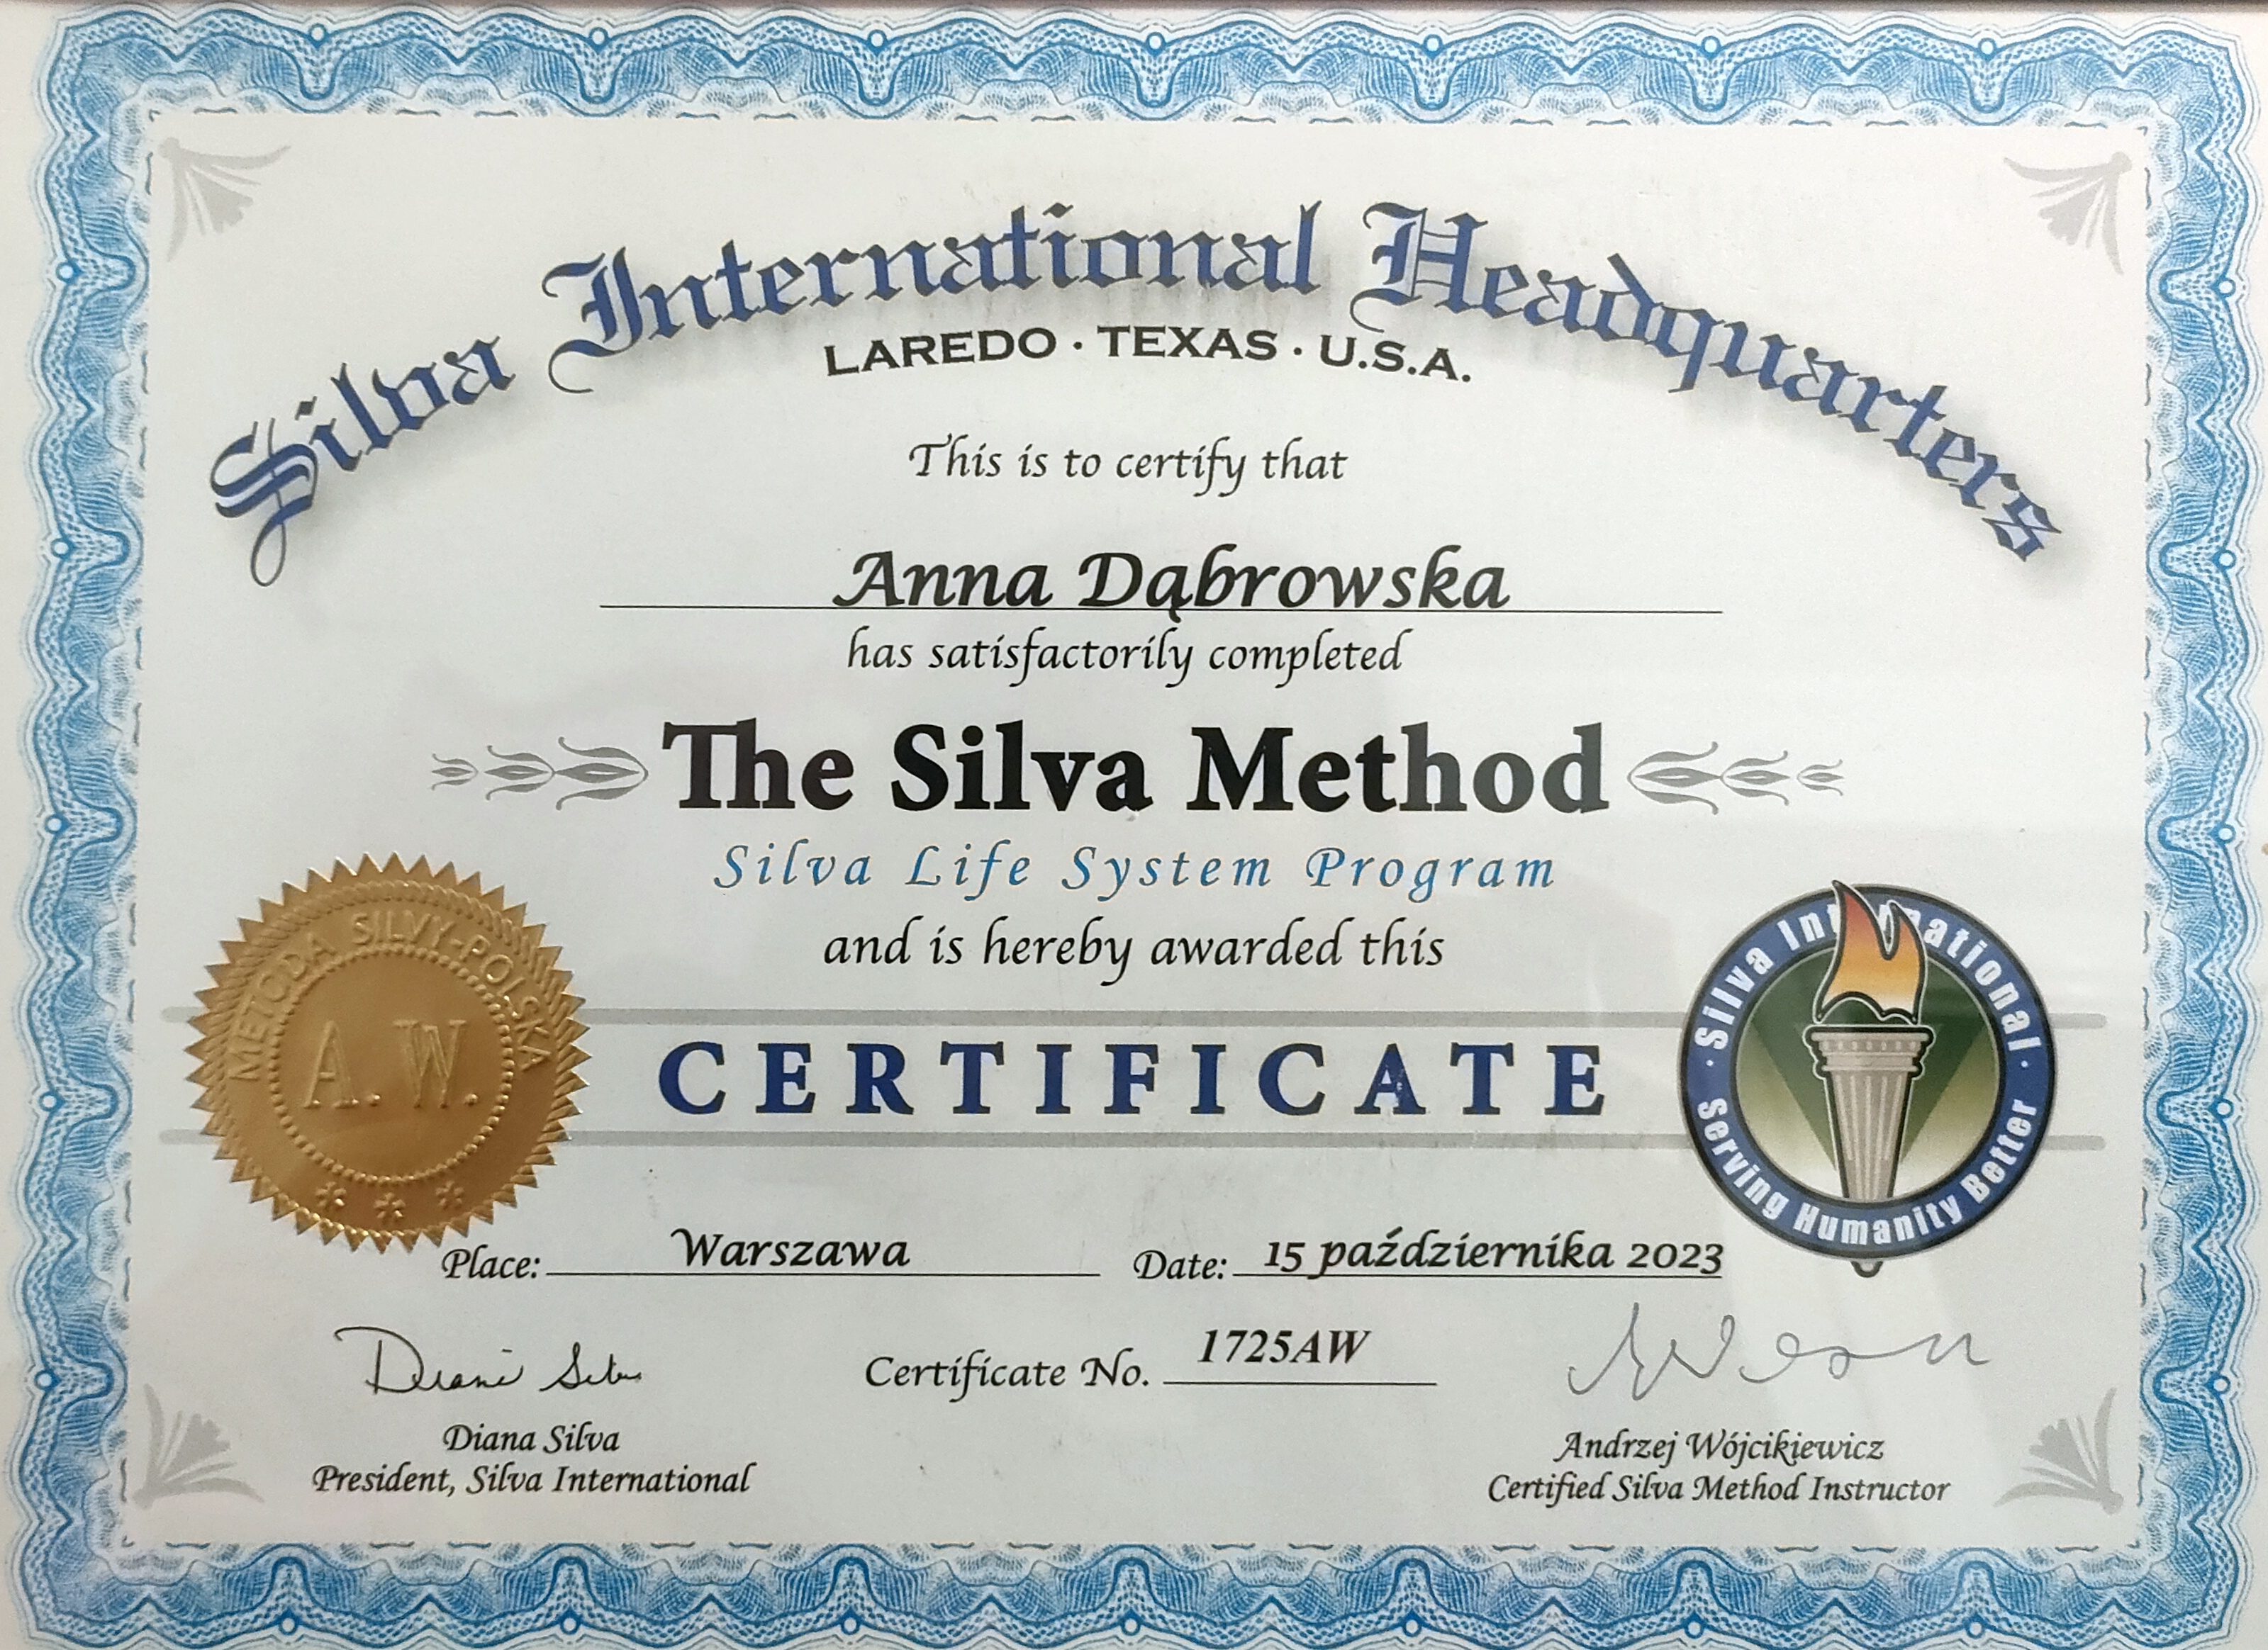 Silva International Headquarters
LAREDO · TEXAS · U.S.A.
This is to certify that
Anna Dąbrowska
has satisfactorily completed
The Silva Method
Silva Life System Program
and is hereby awarded this
CERTIFICATE
METODA SILVY-POLSKA
A. W.
* * *
· Silva International ·
Serving Humanity Better
Place: Warszawa Date: 15 października 2023
Diana Silva
Certificate No. 1725AW
Diana Silva
President, Silva International
Andrzej Wójcikiewicz
Certified Silva Method Instructor